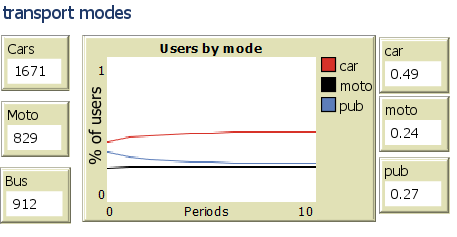 transport modes
Cars
1671
Moto
829
Bus
912
Users by mode
% of users
1
0
0
Periods
10
car
moto
pub
car
0.49
moto
0.24
pub
0.27